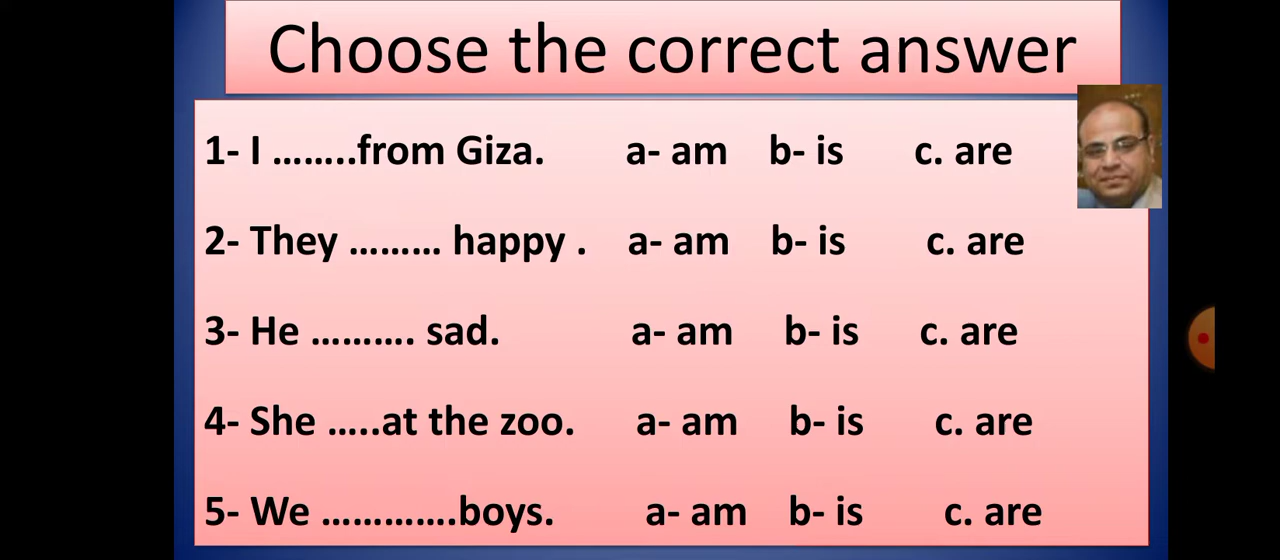 Choose the correct answer
1- I ........from Giza. a- am b- is c. are
2- They ......... happy . a- am b- is c. are
3- He .......... sad. a- am b- is c. are
4- She .....at the zoo. a- am b- is c. are
5- We .............boys. a- am b- is c. are